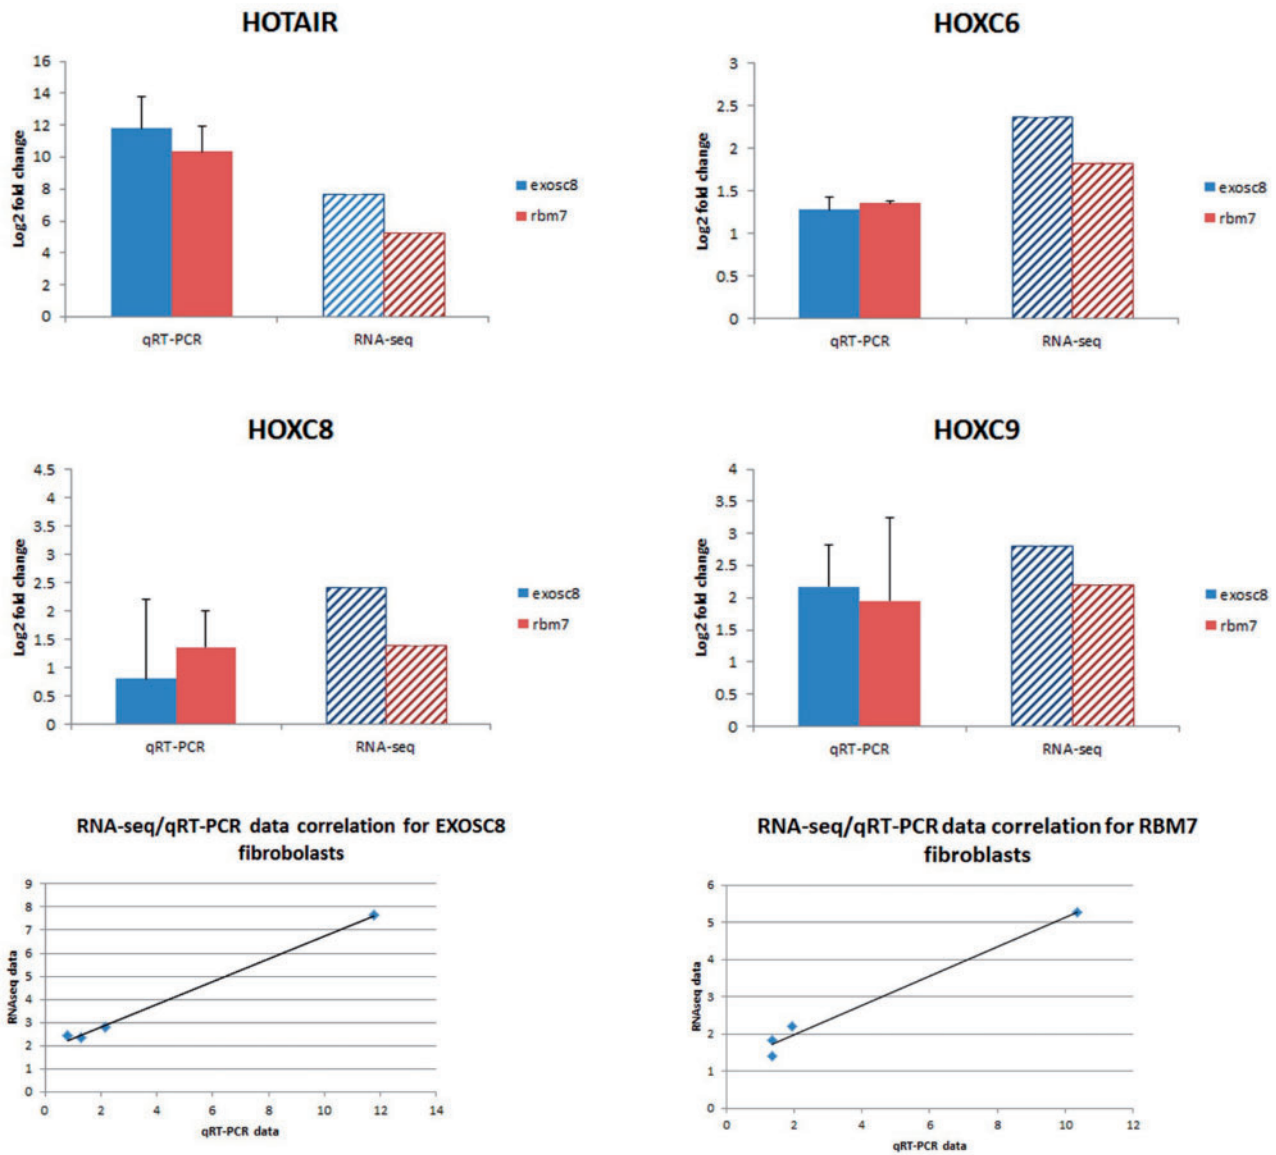 HOTAIR
16
14
12
10
8
6
4
2
0
Log2 fold change
qRT-PCR
RNA-seq
exosc8
rbm7
HOXC6
3
2.5
2
1.5
1
0.5
0
Log2 fold change
qRT-PCR
RNA-seq
exosc8
rbm7
HOXC8
4.5
4
3.5
3
2.5
2
1.5
1
0.5
0
Log2 fold change
qRT-PCR
RNA-seq
exosc8
rbm7
HOXC9
4
3.5
3
2.5
2
1.5
1
0.5
0
Log2 fold change
qRT-PCR
RNA-seq
exosc8
rbm7
RNA-seq/qRT-PCR data correlation for EXOSC8
fibrobolasts
9
8
7
6
5
4
3
2
1
0
RNAseq data
0 2 4 6 8 10 12 14
qRT-PCR data
RNA-seq/qRT-PCR data correlation for RBM7
fibroblasts
6
5
4
3
2
1
0
RNAseq data
0 2 4 6 8 10 12
qRT-PCR data